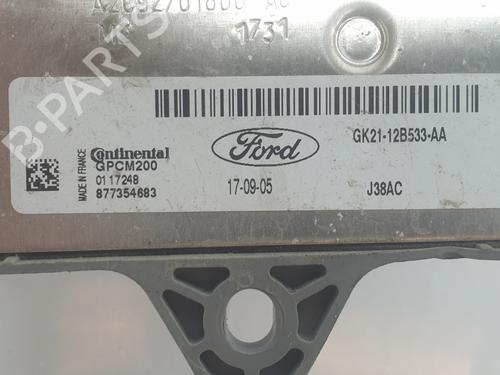 1731
MADE IN FRANCE
Continental
GPCM200
0117248
877354683
Ford
17-09-05
GK21-12B533-AA
J38AC
B-PARTS